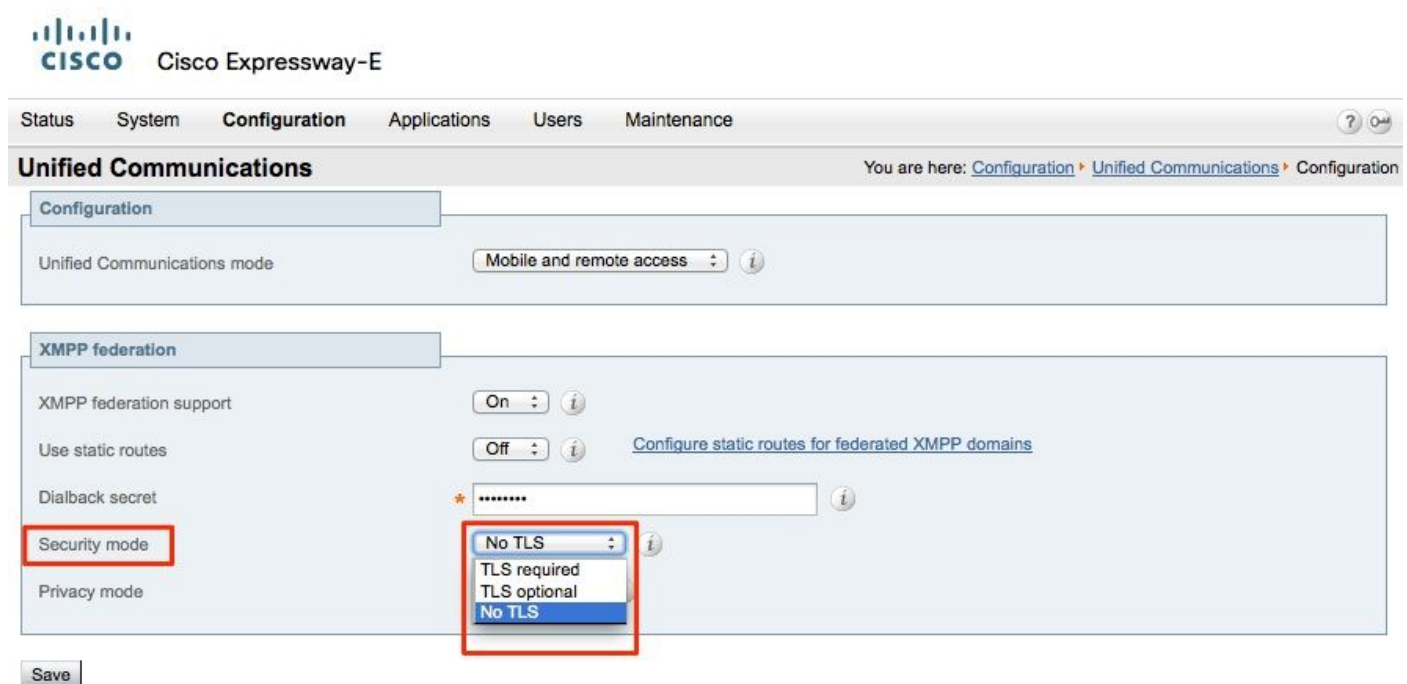 CISCO Cisco Expressway-E
Status System Configuration Applications Users Maintenance ?
Unified Communications You are here: Configuration Unified Communications Configuration
Configuration
Unified Communications mode Mobile and remote access i
XMPP federation
XMPP federation support On i
Use static routes Off i Configure static routes for federated XMPP domains
Dialback secret * •••••••• i
Security mode No TLS i
TLS required
TLS optional
Privacy mode
No TLS
Save